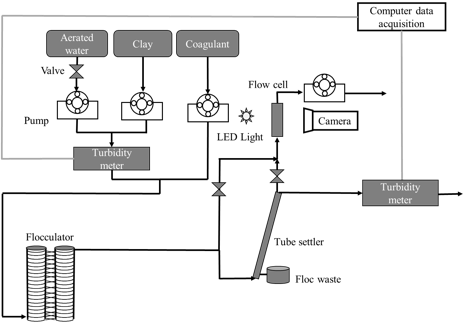 Computer data
acquisition
Aerated
water
Clay
Coagulant
Valve
Flow cell
Pump
LED Light
Camera
Turbidity
meter
Turbidity
meter
Flocculator
Tube settler
Floc waste